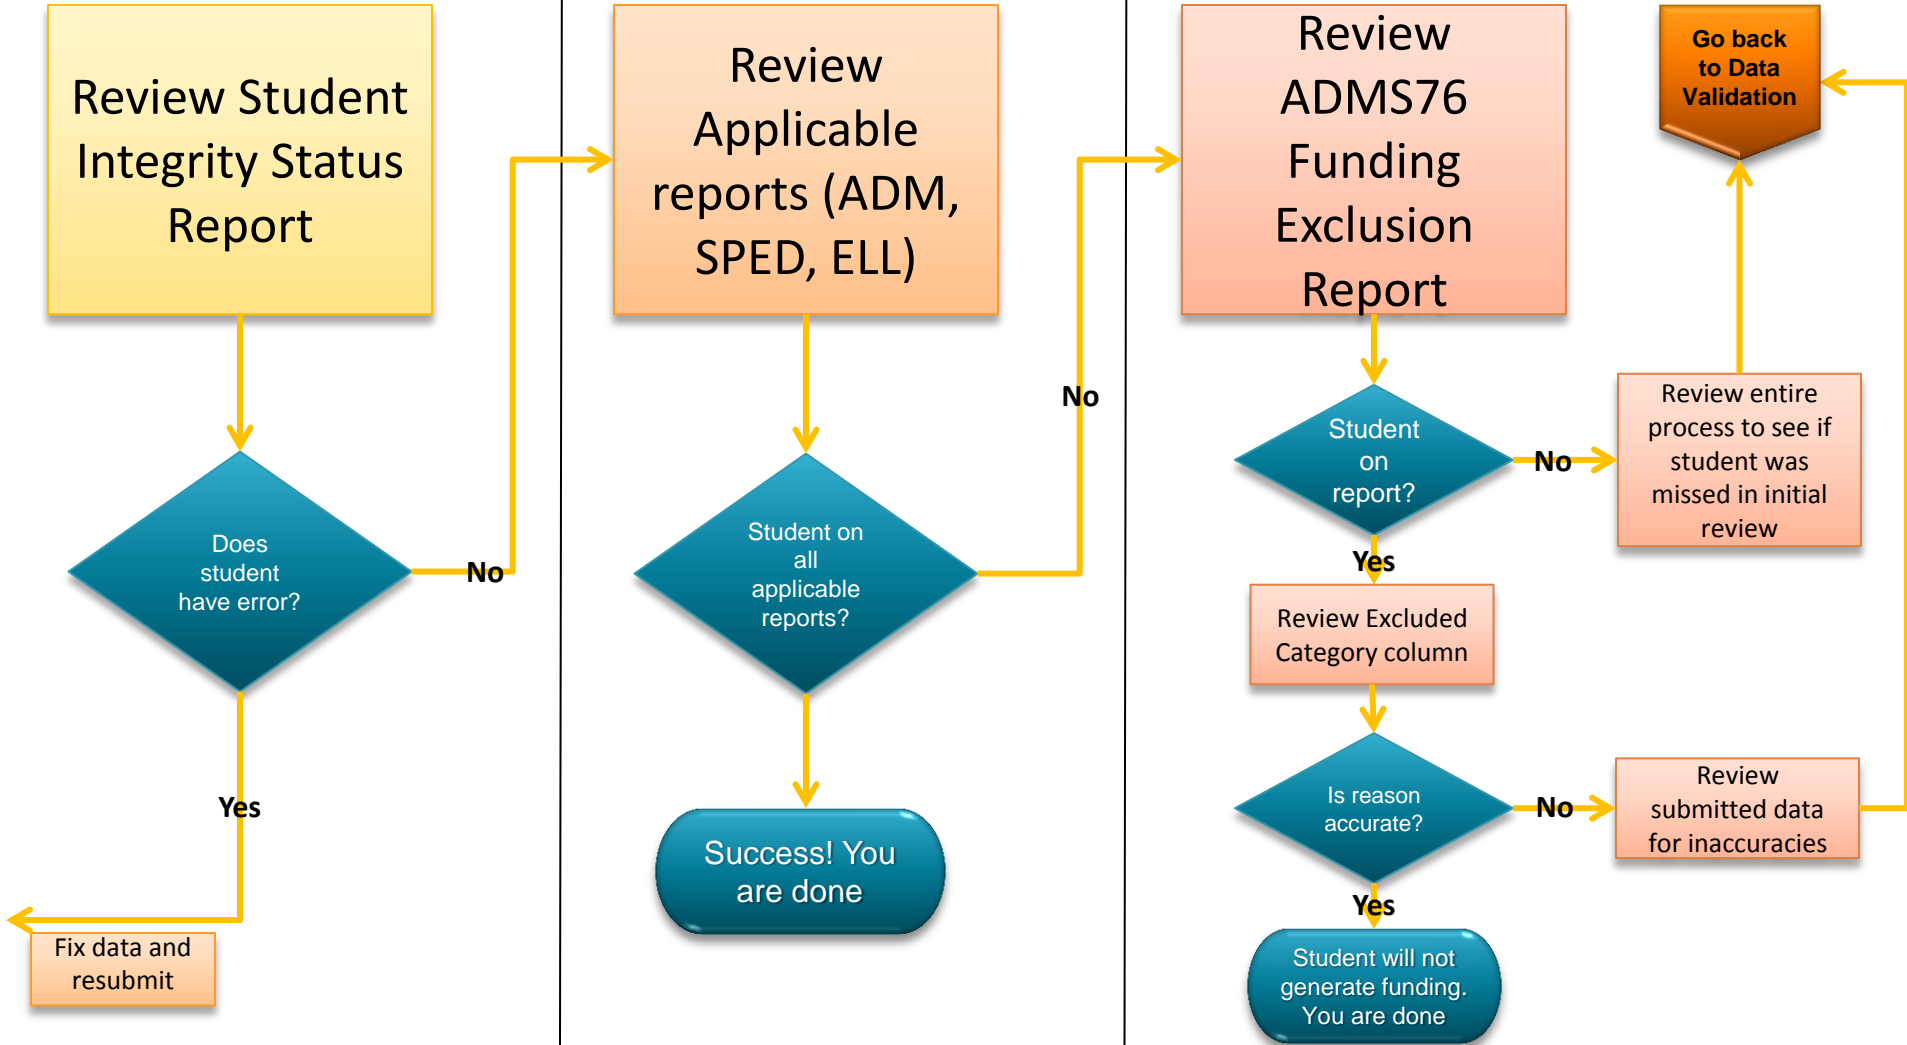 Review Student
Integrity Status
Report
Does
student
have error?
No
Yes
Fix data and
resubmit
Review
Applicable
reports (ADM,
SPED, ELL)
Student on
all
applicable
reports?
No
Success! You
are done
Review
ADMS76
Funding
Exclusion
Report
Student
on
report?
No
Review entire
process to see if
student was
missed in initial
review
Go back
to Data
Validation
Yes
Review Excluded
Category column
Is reason
accurate?
No
Review
submitted data
for inaccuracies
Yes
Student will not
generate funding.
You are done